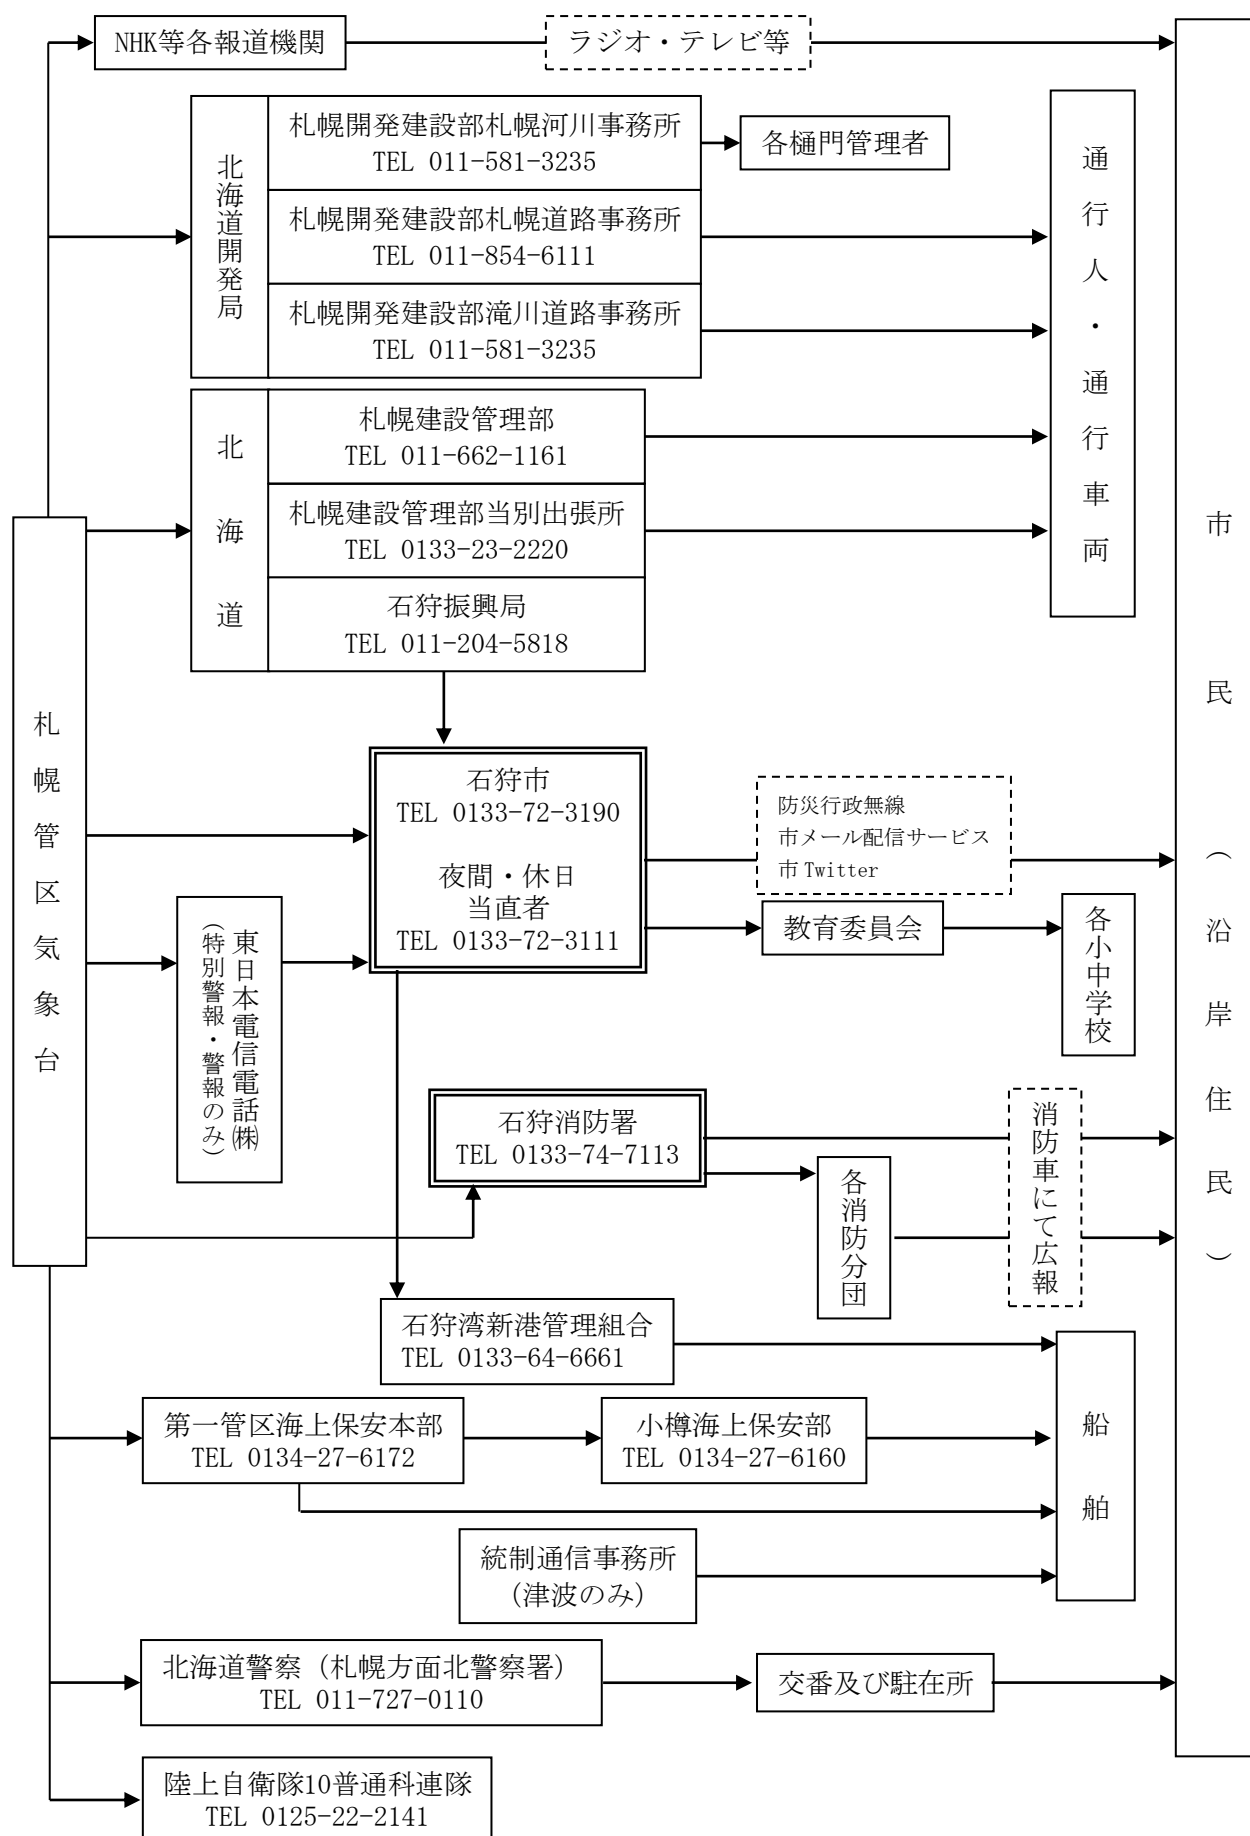 NHK等各報道機関
ラジオ・テレビ等
北海道開発局
札幌開発建設部札幌河川事務所
TEL 011-581-3235
各樋門管理者
札幌開発建設部札幌道路事務所
TEL 011-854-6111
札幌開発建設部滝川道路事務所
TEL 011-581-3235
通行人・通行車両
北海道
札幌建設管理部
TEL 011-662-1161
札幌建設管理部当別出張所
TEL 0133-23-2220
石狩振興局
TEL 011-204-5818
市民（沿岸住民）
札幌管区気象台
石狩市
TEL 0133-72-3190
夜間・休日
当直者
TEL 0133-72-3111
防災行政無線
市メール配信サービス
市 Twitter
教育委員会
各小中学校
東日本電信電話㈱
（特別警報・警報のみ）
石狩消防署
TEL 0133-74-7113
各消防分団
消防車にて広報
石狩湾新港管理組合
TEL 0133-64-6661
第一管区海上保安本部
TEL 0134-27-6172
小樽海上保安部
TEL 0134-27-6160
船舶
統制通信事務所
（津波のみ）
北海道警察（札幌方面北警察署）
TEL 011-727-0110
交番及び駐在所
陸上自衛隊10普通科連隊
TEL 0125-22-2141